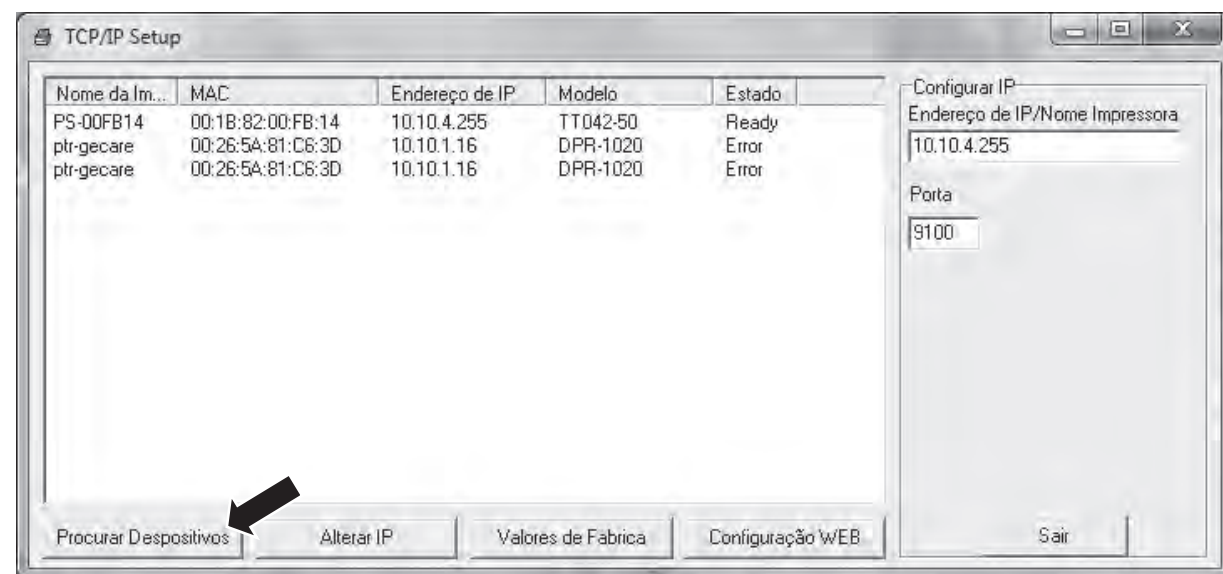 TCP/IP Setup
Nome da Im... MAC Endereço de IP Modelo Estado
PS-00FB14 00:1B:82:00:FB:14 10.10.4.255 TT042-50 Ready
ptr-gecare 00:26:5A:81:C6:3D 10.10.1.16 DPR-1020 Error
ptr-gecare 00:26:5A:81:C6:3D 10.10.1.16 DPR-1020 Error
Configurar IP
Endereço de IP/Nome Impressora
10.10.4.255
Porta
9100
Procurar Despositivos Alterar IP Valores de Fabrica Configuração WEB Sair